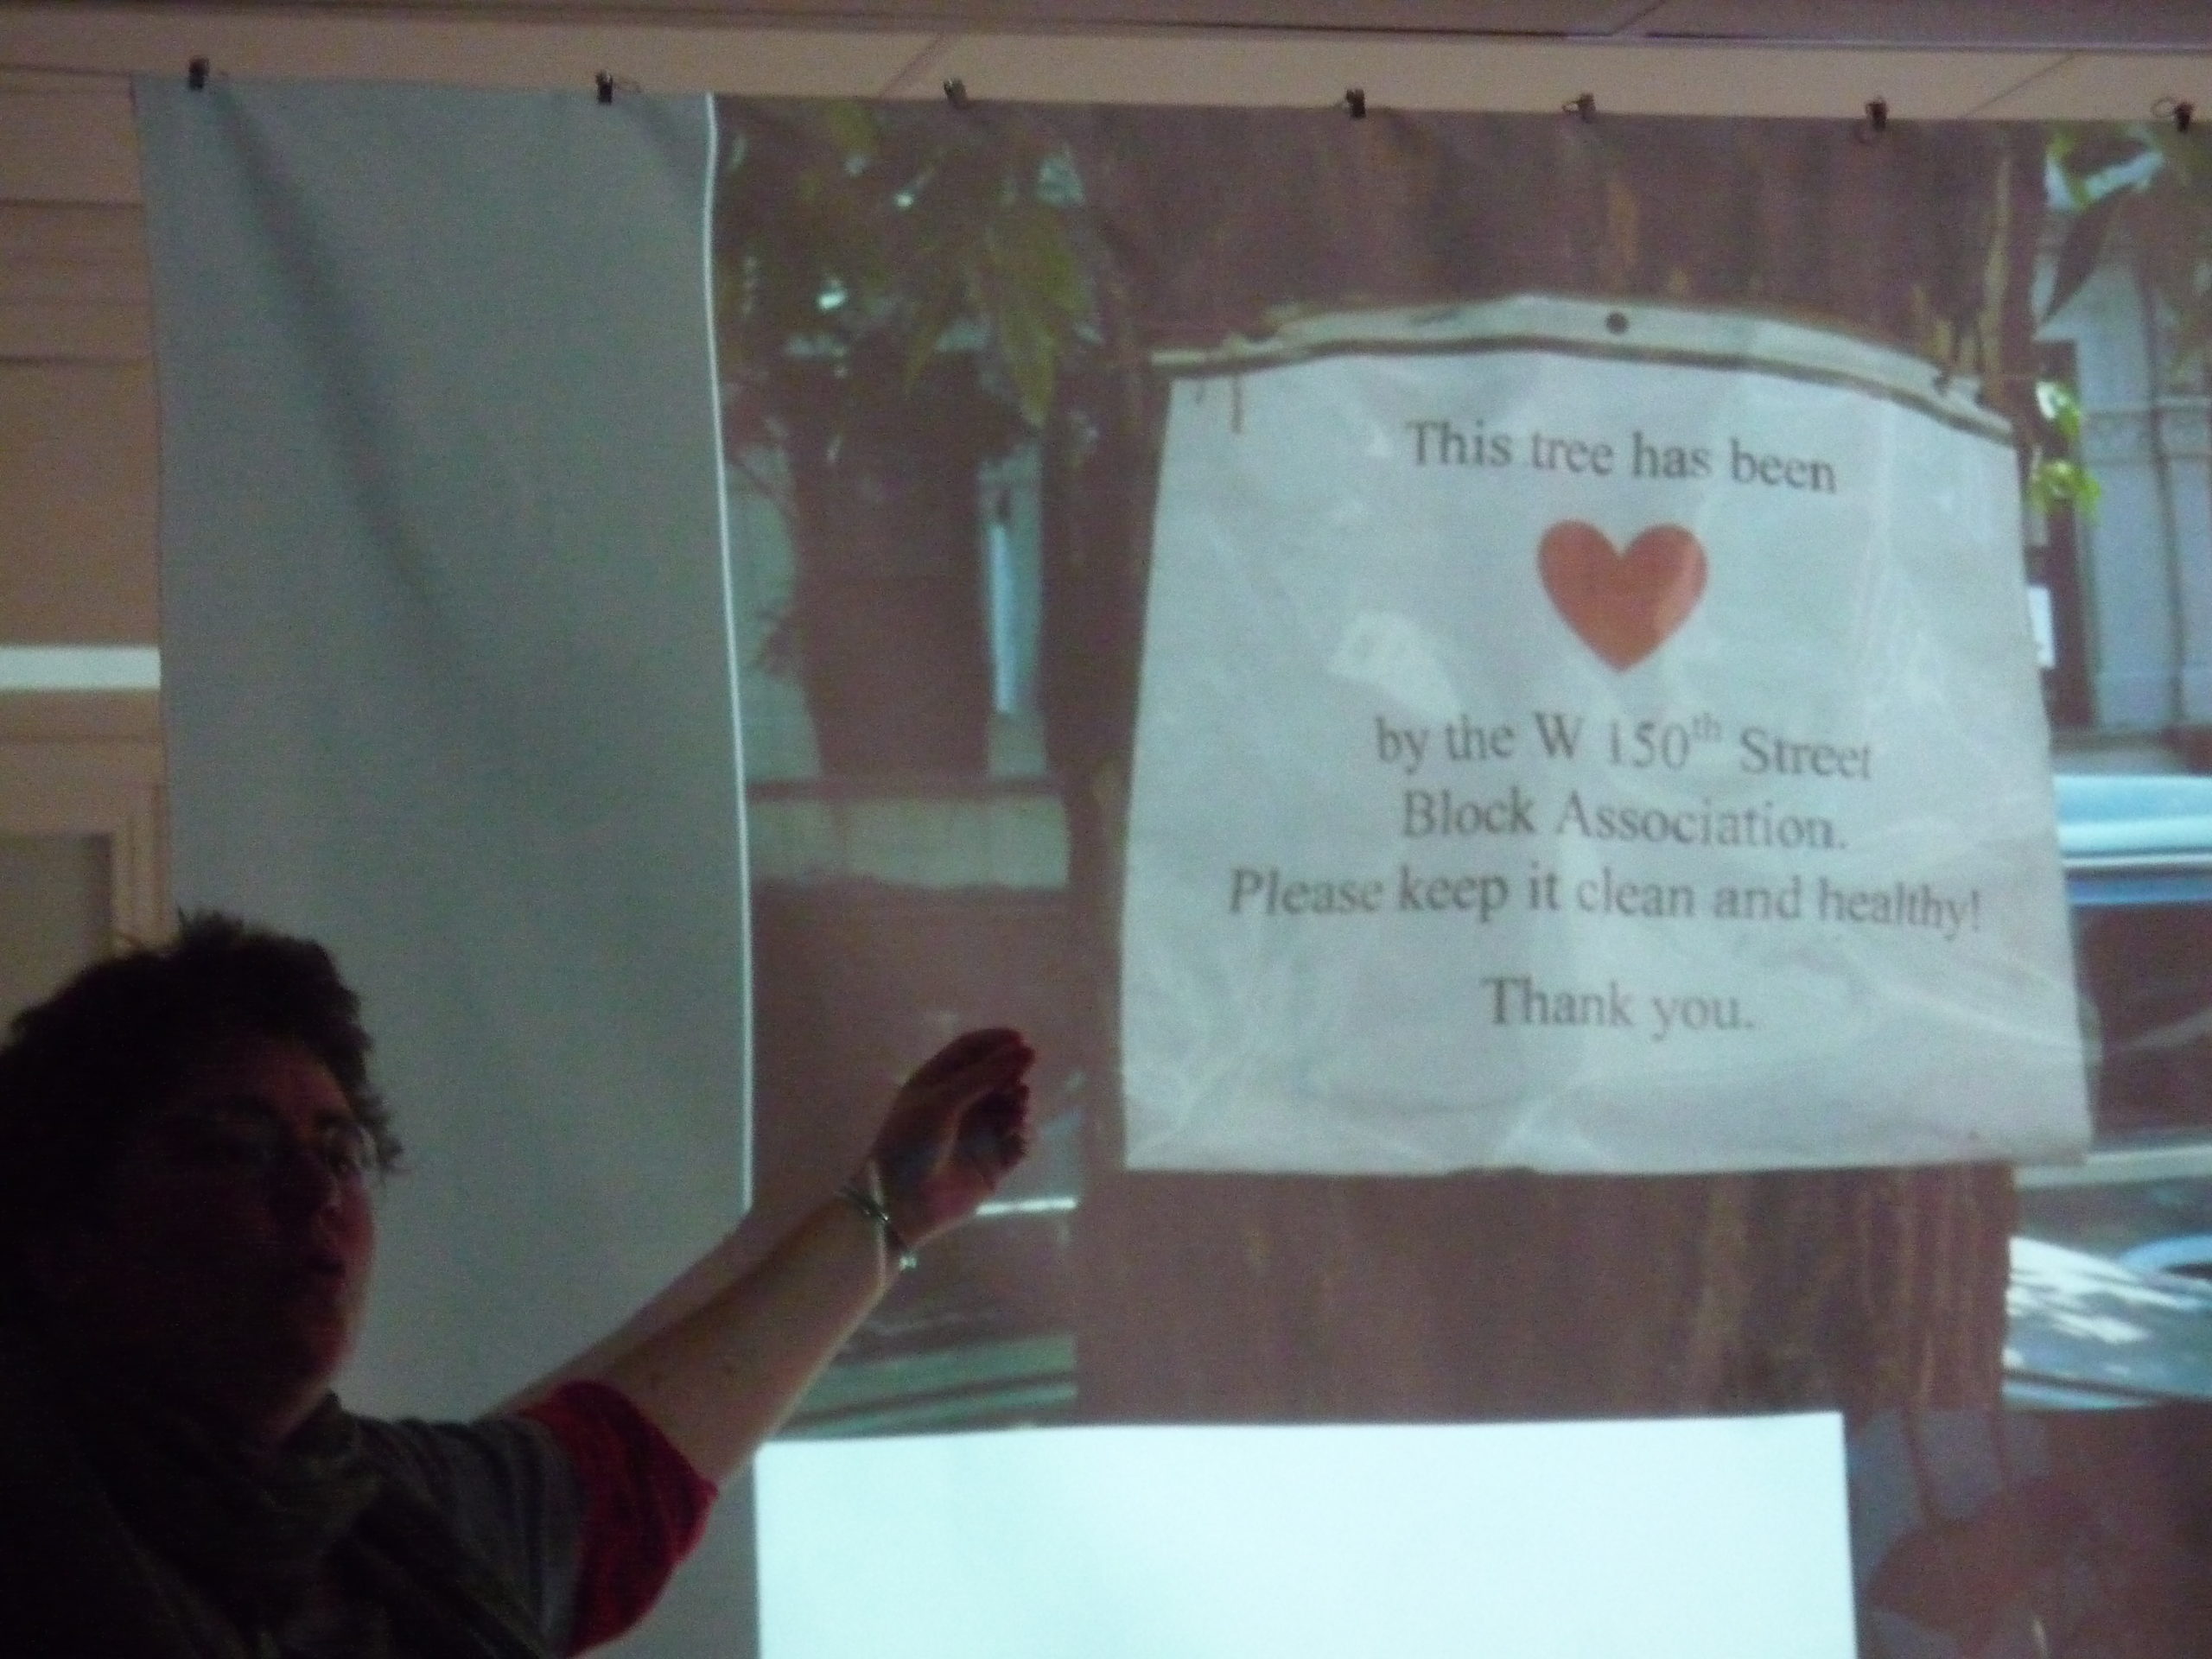 This tree has been
by the W 150th Street
Block Association.
Please keep it clean and healthy!
Thank you.